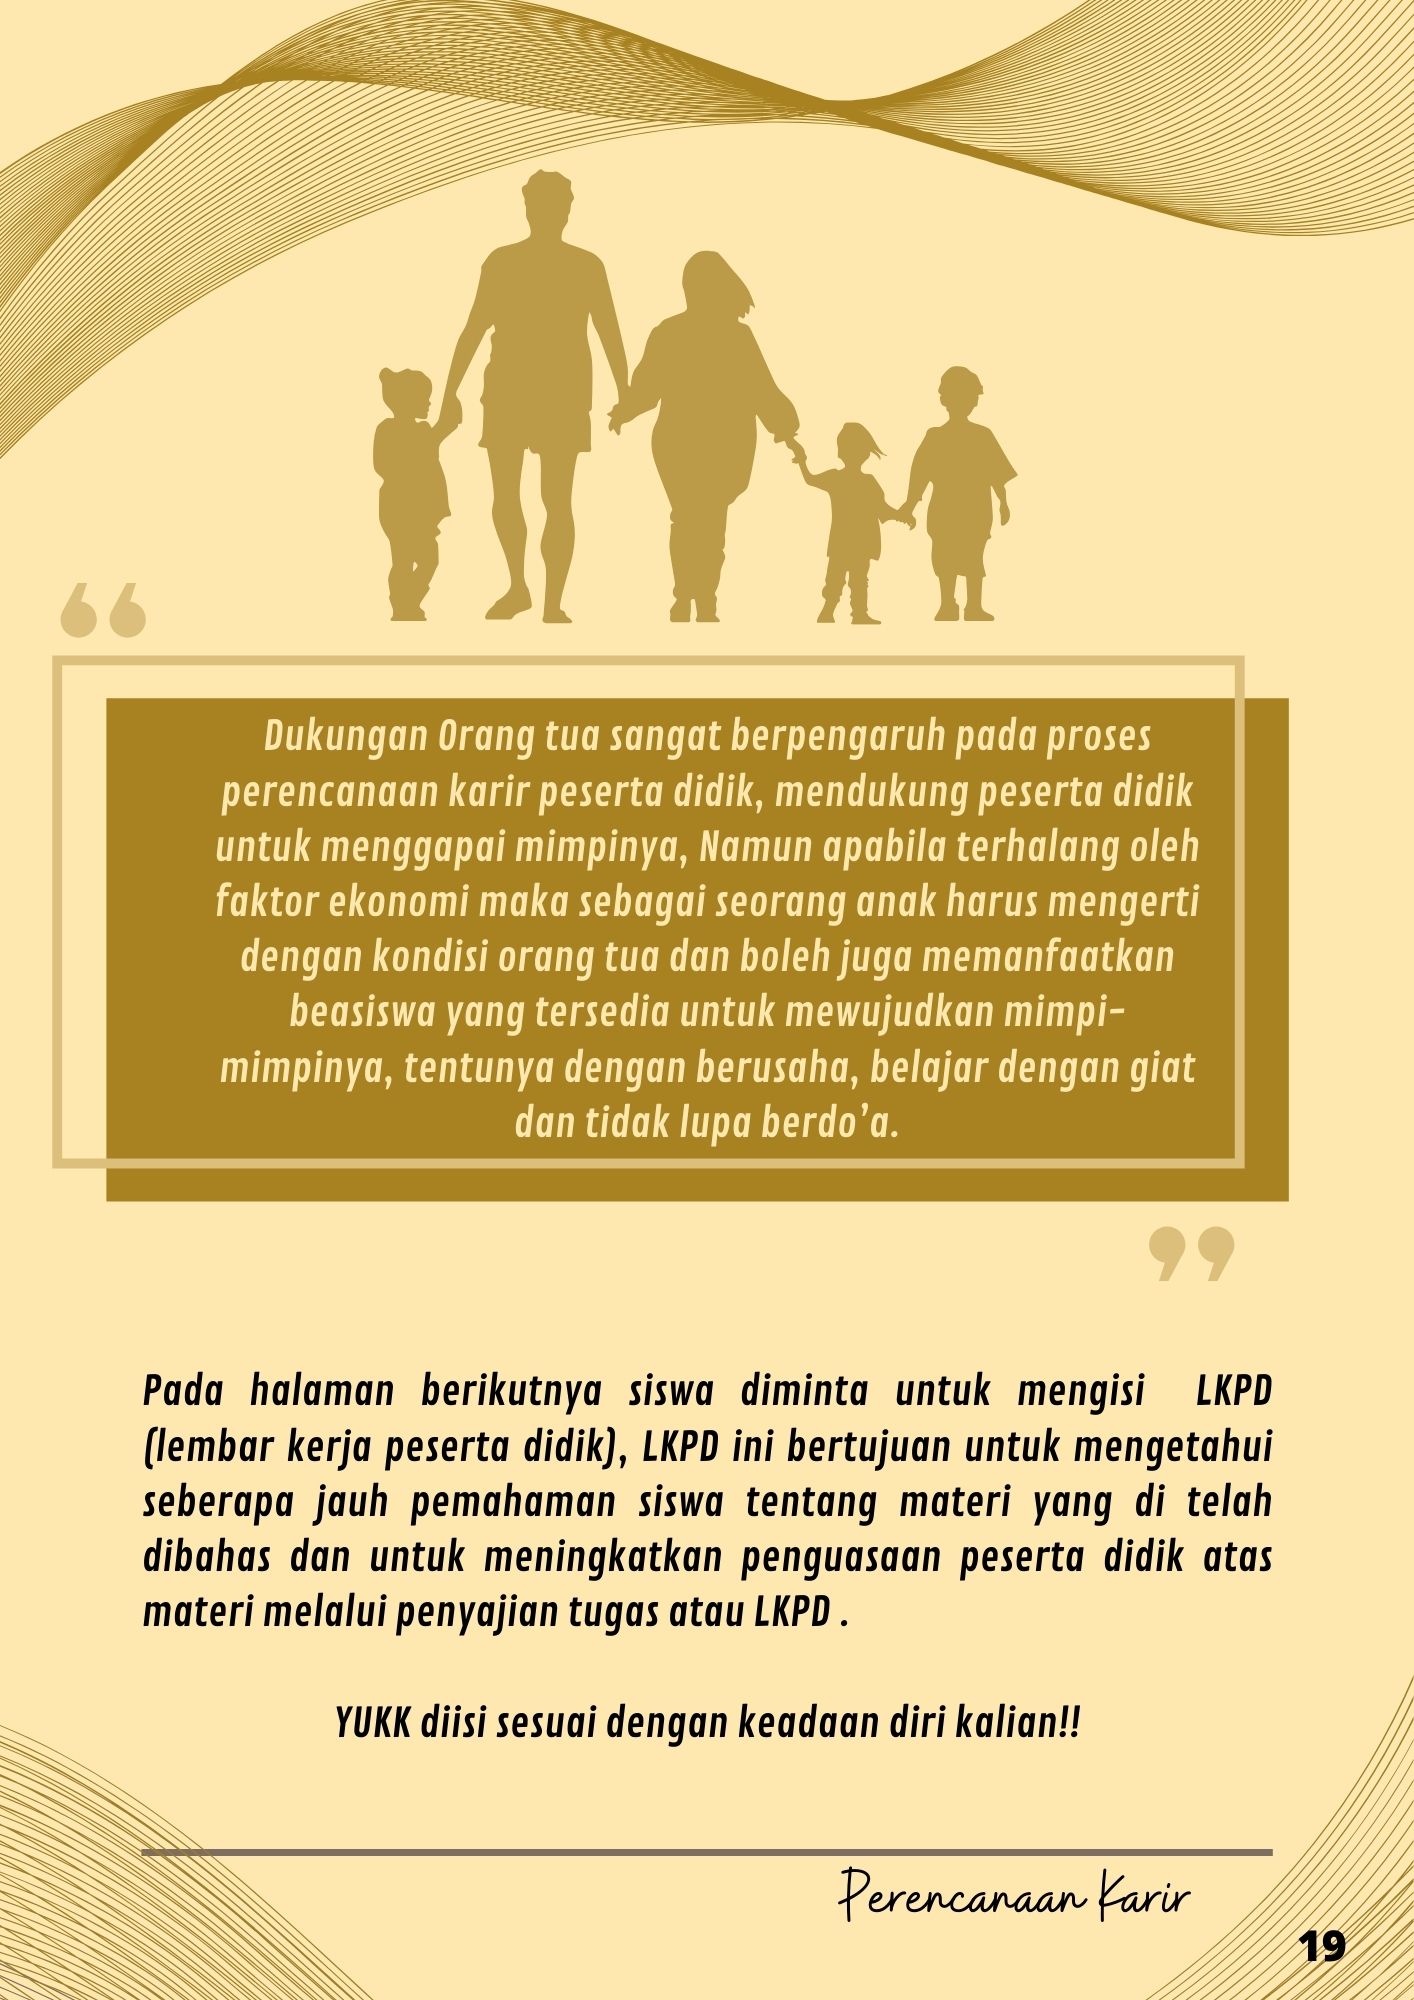 Dukungan Orang tua sangat berpengaruh pada proses
perencanaan karir peserta didik, mendukung peserta didik
untuk menggapai mimpinya, Namun apabila terhalang oleh
faktor ekonomi maka sebagai seorang anak harus mengerti
dengan kondisi orang tua dan boleh juga memanfaatkan
beasiswa yang tersedia untuk mewujudkan mimpi-
mimpinya, tentunya dengan berusaha, belajar dengan giat
dan tidak lupa berdo’a.
Pada halaman berikutnya siswa diminta untuk mengisi LKPD
(lembar kerja peserta didik), LKPD ini bertujuan untuk mengetahui
seberapa jauh pemahaman siswa tentang materi yang di telah
dibahas dan untuk meningkatkan penguasaan peserta didik atas
materi melalui penyajian tugas atau LKPD .
YUKK diisi sesuai dengan keadaan diri kalian!!
Perencanaan Karir
19